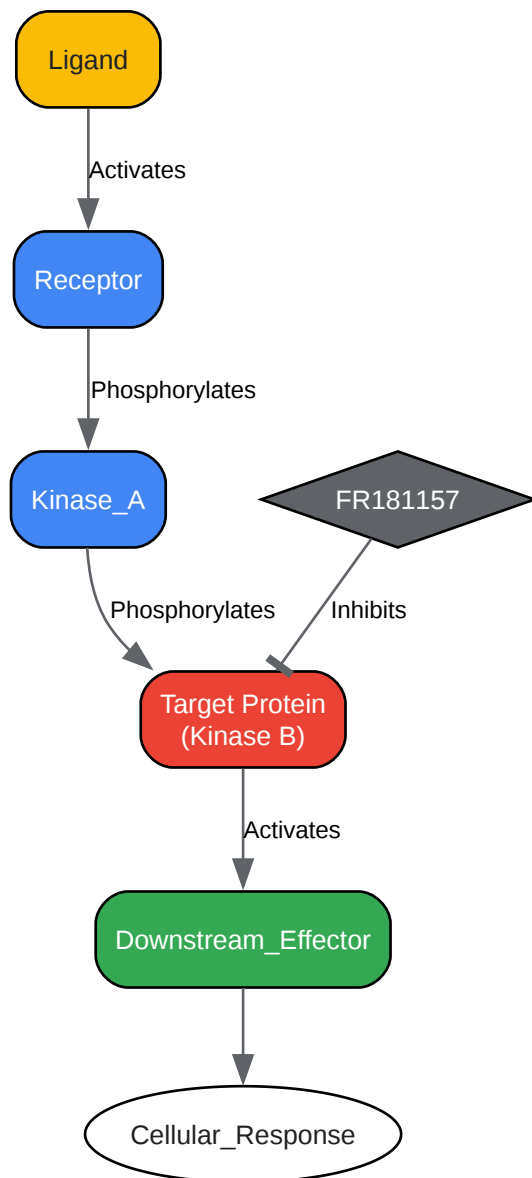 Ligand
Activates
Receptor
Phosphorylates
Kinase_A
FR181157
Phosphorylates
Inhibits
Target Protein
(Kinase B)
Activates
Downstream_Effector
Cellular_Response